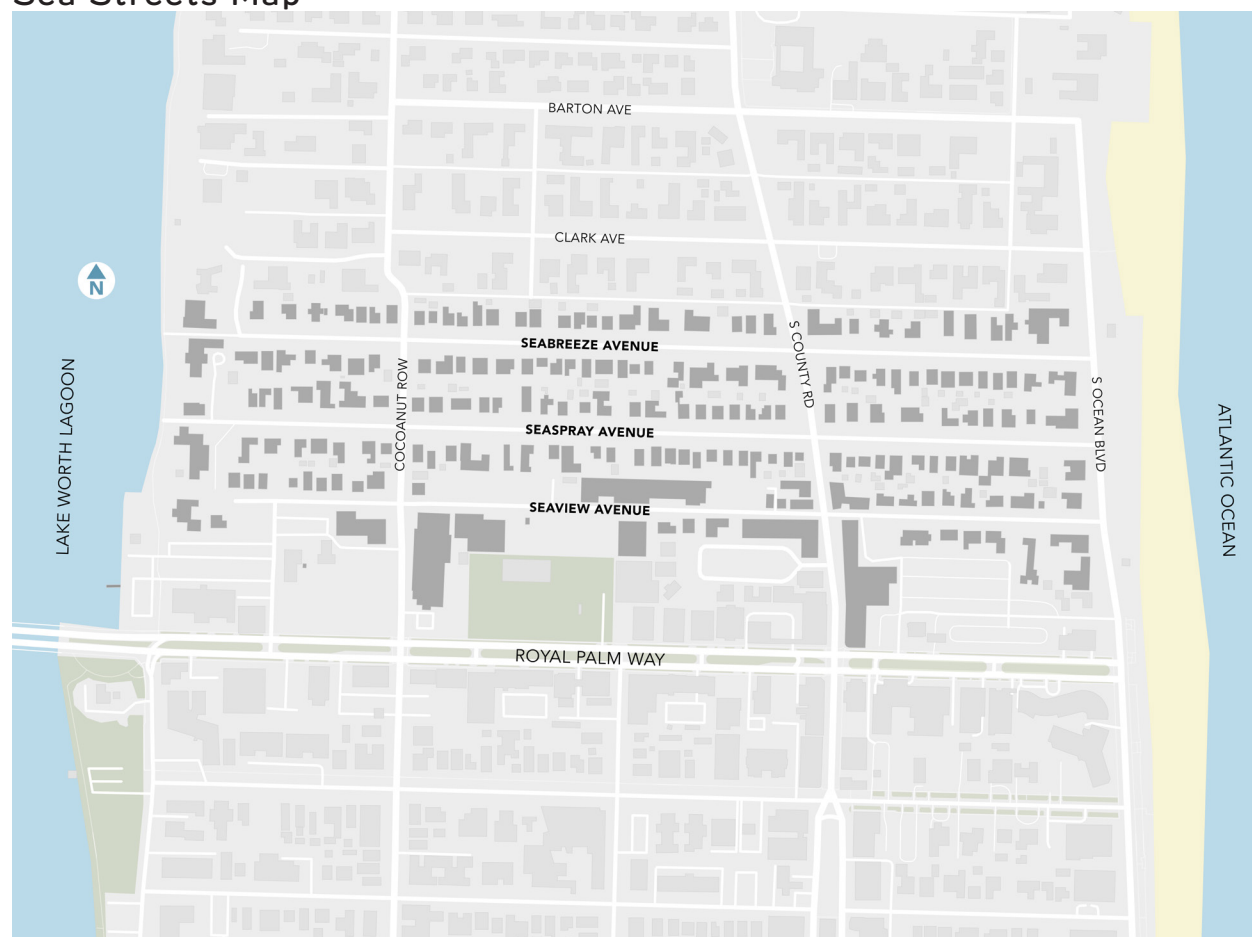 Sea Streets Map
BARTON AVE
CLARK AVE
N
S COUNTY RD
SEABREEZE AVENUE
COCOANUT ROW
LAKE WORTH LAGOON
S OCEAN BLVD
ATLANTIC OCEAN
SEASPRAY AVENUE
SEAVIEW AVENUE
ROYAL PALM WAY